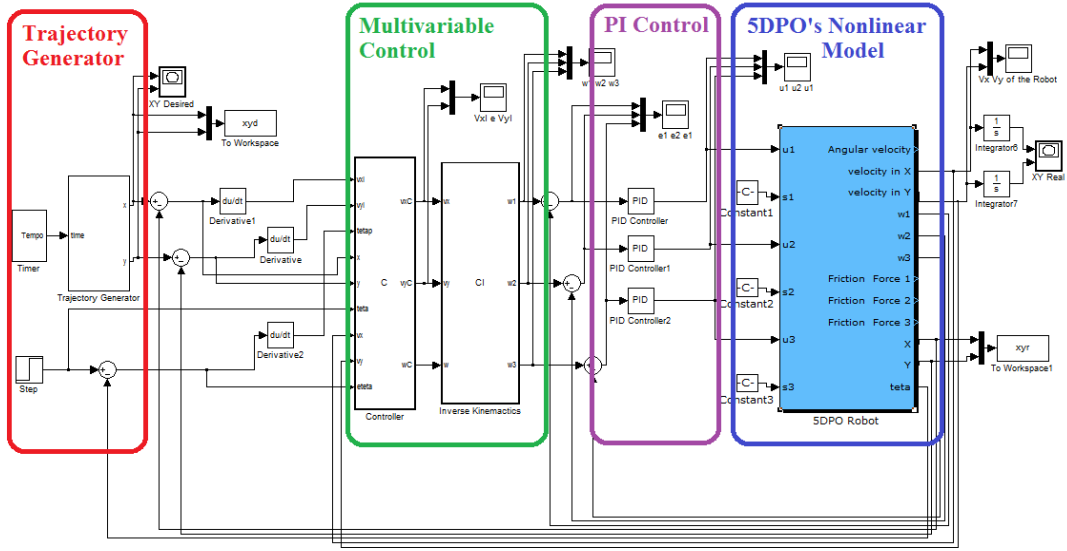 Trajectory
Generator
Multivariable
Control
PI Control
5DPO's Nonlinear
Model
XY Desired
xyd
To Workspace
Vxl e Vyl
w1 w2 w3
e1 e2 e1
u1 u2 u1
Vx Vy of the Robot
1
s
Integrator6
1
s
Integrator7
XY Real
Tempo
Timer
time
x
y
Trajectory Generator
du/dt
Derivative1
du/dt
Derivative
du/dt
Derivative2
Step
vxl
vyl
tetap
x
y
teta
vx
vy
eteta
C
vxC
vyC
wC
Controller
vx
vy
w
CI
w1
w2
w3
Inverse Kinemactics
PID
PID Controller
PID
PID Controller1
PID
PID Controller2
-C-
Constant1
-C-
Constant2
-C-
Constant3
u1
s1
u2
s2
u3
s3
Angular velocity
velocity in X
velocity in Y
w1
w2
w3
Friction Force 1
Friction Force 2
Friction Force 3
X
Y
teta
5DPO Robot
xyr
To Workspace1